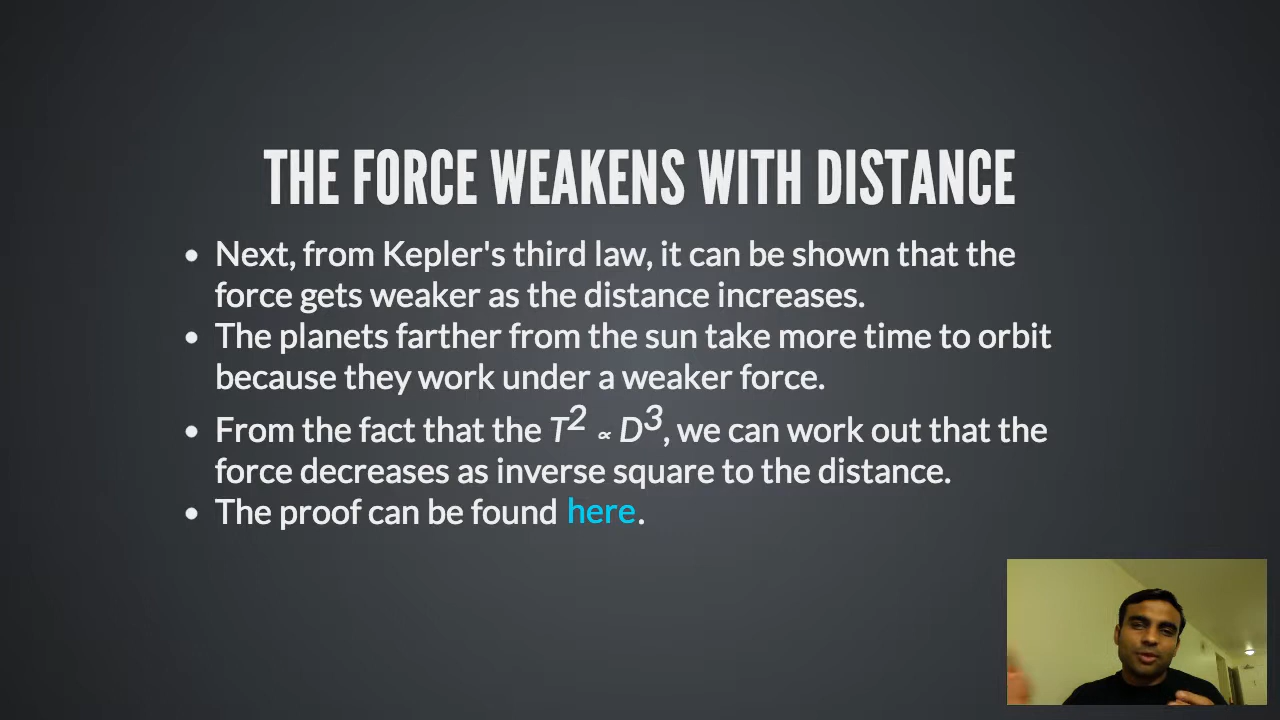 THE FORCE WEAKENS WITH DISTANCE
• Next, from Kepler's third law, it can be shown that the
force gets weaker as the distance increases.
• The planets farther from the sun take more time to orbit
because they work under a weaker force.
• From the fact that the T² ∝ D³, we can work out that the
force decreases as inverse square to the distance.
• The proof can be found here.